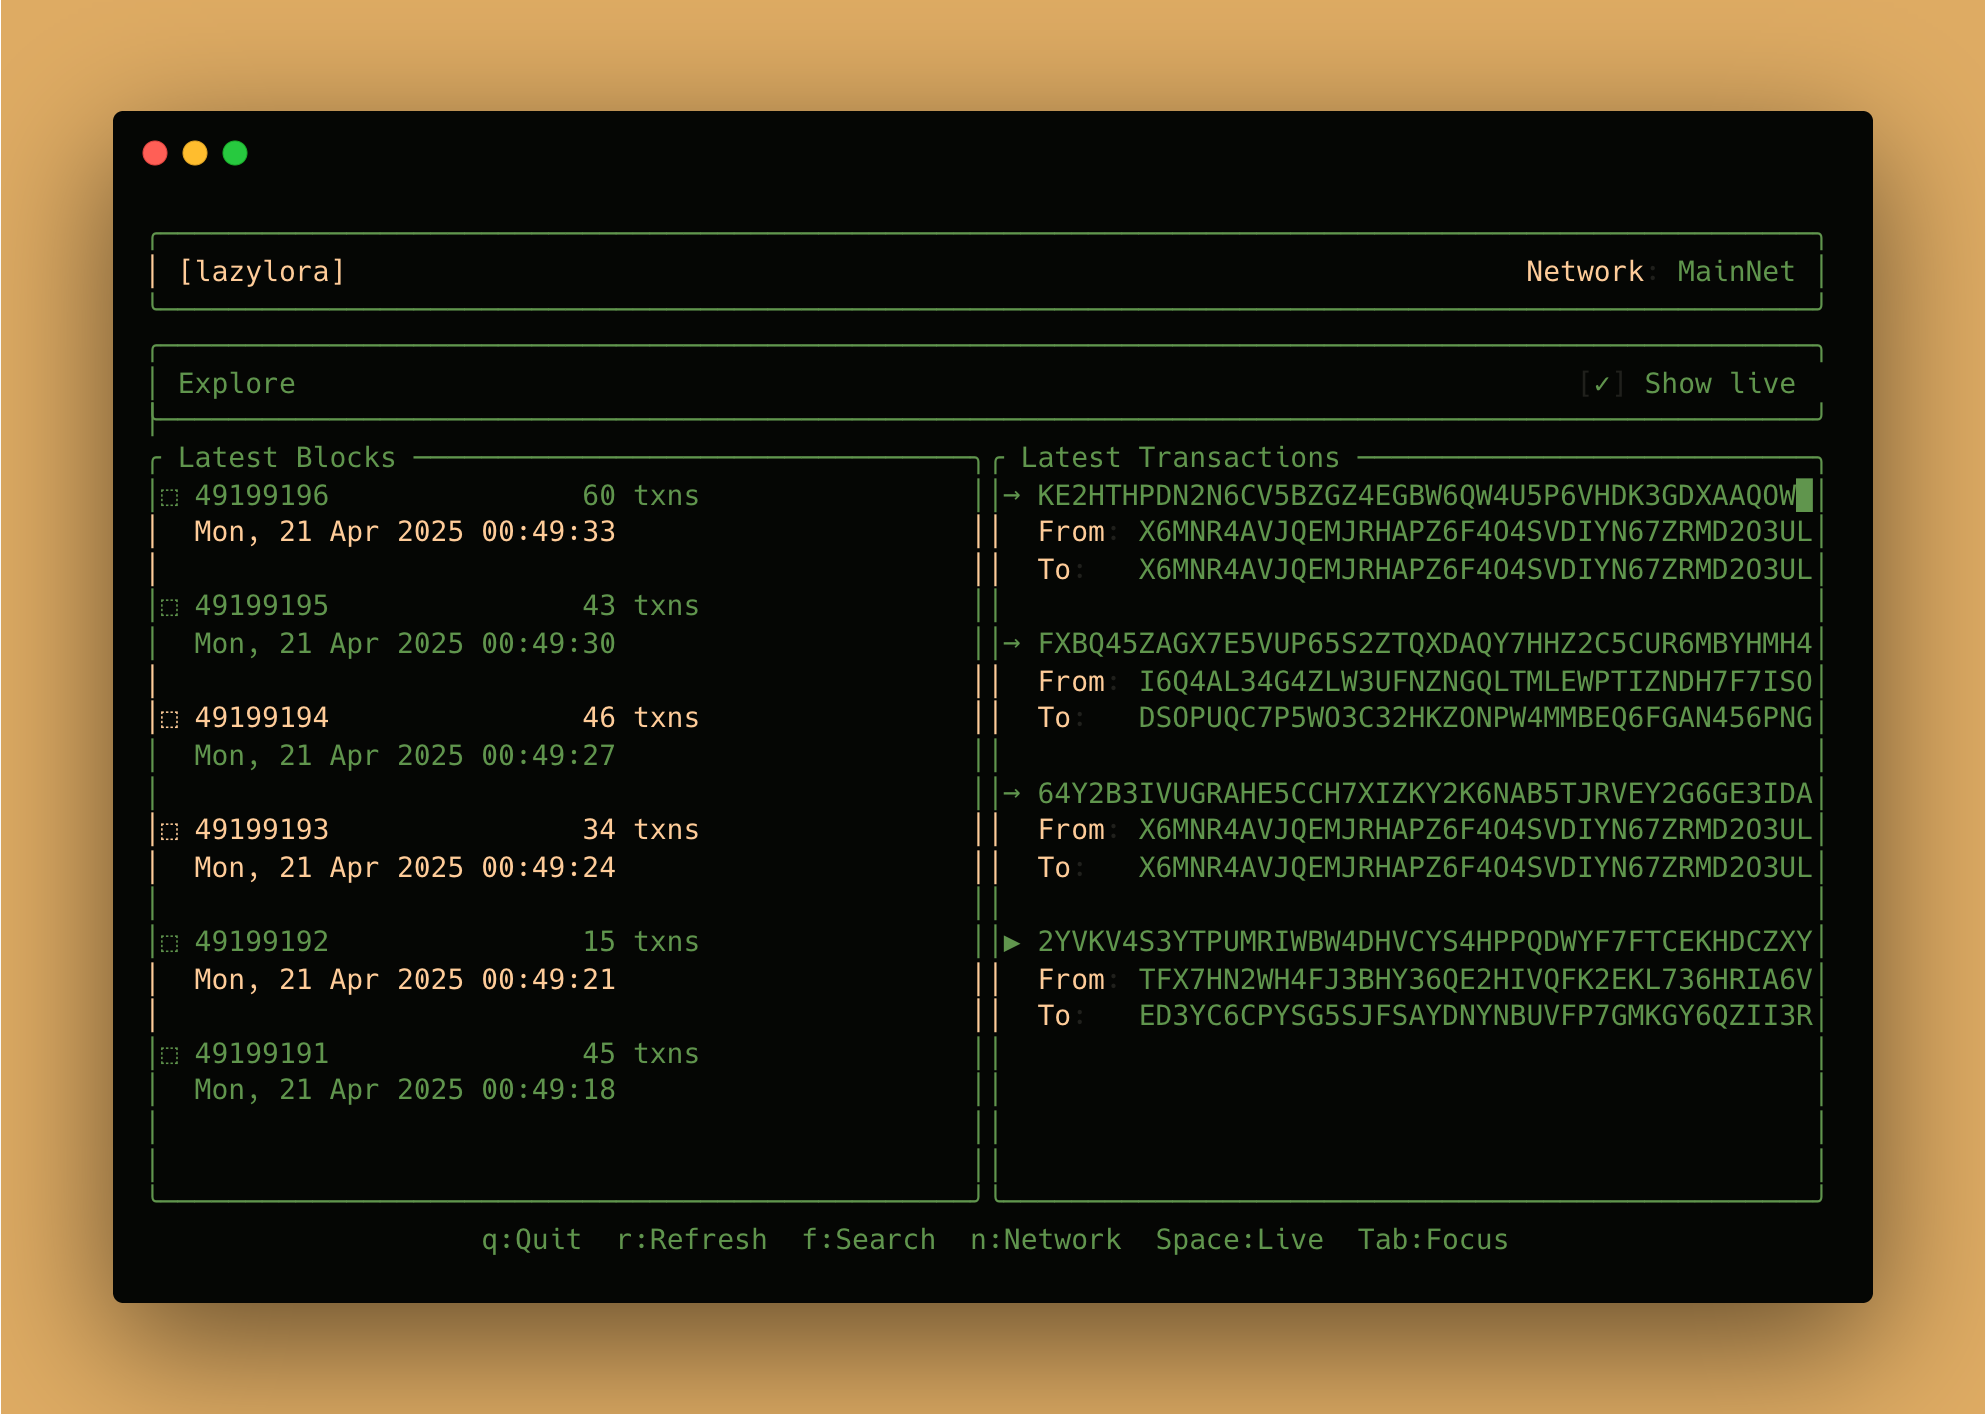 [lazylora] Network: MainNet
Explore [✓] Show live
Latest Blocks
49199196 60 txns
Mon, 21 Apr 2025 00:49:33
49199195 43 txns
Mon, 21 Apr 2025 00:49:30
49199194 46 txns
Mon, 21 Apr 2025 00:49:27
49199193 34 txns
Mon, 21 Apr 2025 00:49:24
49199192 15 txns
Mon, 21 Apr 2025 00:49:21
49199191 45 txns
Mon, 21 Apr 2025 00:49:18
Latest Transactions
→ KE2HTHPDN2N6CV5BZGZ4EGBW6QW4U5P6VHDK3GDXAAQOW
From: X6MNR4AVJQEMJRHAPZ6F4O4SVDIYN67ZRMD2O3UL
To: X6MNR4AVJQEMJRHAPZ6F4O4SVDIYN67ZRMD2O3UL
→ FXBQ45ZAGX7E5VUP65S2ZTQXDAQY7HHZ2C5CUR6MBYHMH4
From: I6Q4AL34G4ZLW3UFNZNGQLTMLEWPTIZNDH7F7ISO
To: DSOPUQC7P5WO3C32HKZONPW4MMBEQ6FGAN456PNG
→ 64Y2B3IVUGRAHE5CCH7XIZKY2K6NAB5TJRVEY2G6GE3IDA
From: X6MNR4AVJQEMJRHAPZ6F4O4SVDIYN67ZRMD2O3UL
To: X6MNR4AVJQEMJRHAPZ6F4O4SVDIYN67ZRMD2O3UL
▶ 2YVKV4S3YTPUMRIWBW4DHVCYS4HPPQDWYF7FTCEKHDCZXY
From: TFX7HN2WH4FJ3BHY36QE2HIVQFK2EKL736HRIA6V
To: ED3YC6CPYSG5SJFSAYDNYNBUVFP7GMKGY6QZII3R
q:Quit r:Refresh f:Search n:Network Space:Live Tab:Focus